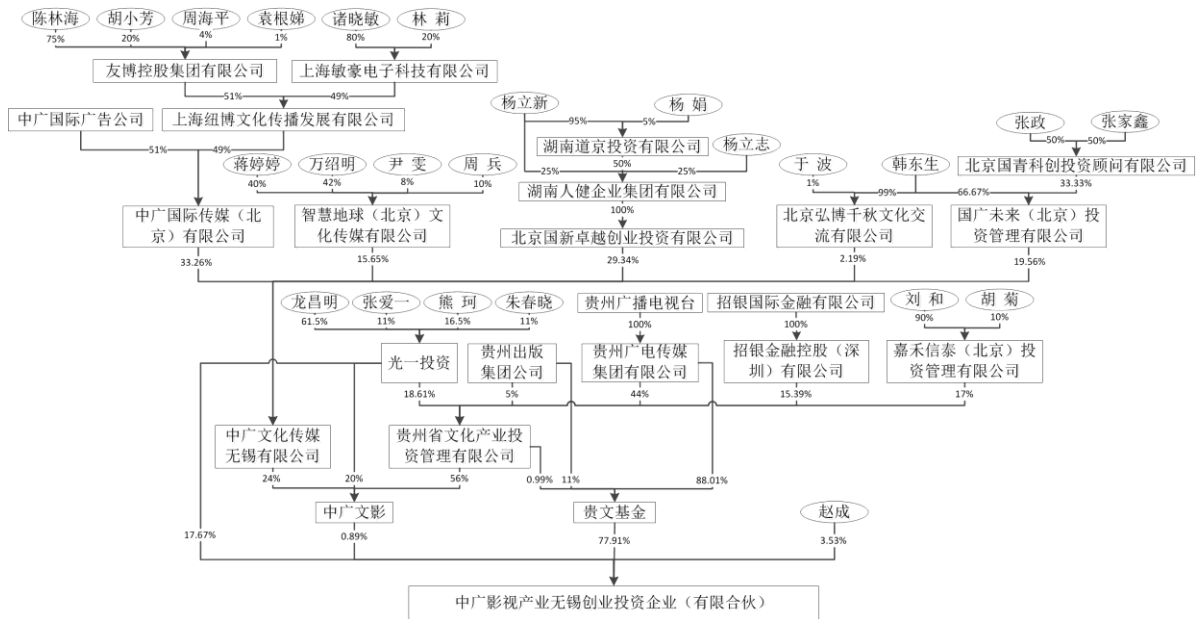 陈林海
胡小芳
周海平
袁根娣
诸晓敏
林 莉
75%
20%
4%
1%
80%
20%
友博控股集团有限公司
上海敏豪电子科技有限公司
51%
49%
中广国际广告公司
上海纽博文化传播发展有限公司
51%
49%
杨立新
杨 娟
95%
5%
湖南道京投资有限公司
杨立志
25%
50%
25%
湖南人健企业集团有限公司
100%
北京国新卓越创业投资有限公司
张政
张家鑫
50%
50%
北京国青科创投资顾问有限公司
于 波
韩东生
1%
99%
66.67%
33.33%
蒋婷婷
万绍明
尹 雯
周 兵
40%
42%
8%
10%
中广国际传媒（北
京）有限公司
智慧地球（北京）文
化传媒有限公司
北京弘博千秋文化交
流有限公司
国广未来（北京）投
资管理有限公司
33.26%
15.65%
29.34%
2.19%
19.56%
龙昌明
张爱一
熊 珂
朱春晓
贵州广播电视台
招银国际金融有限公司
刘 和
胡 菊
61.5%
11%
16.5%
11%
100%
100%
90%
10%
光一投资
贵州出版
集团公司
贵州广电传媒
集团有限公司
招银金融控股（深
圳）有限公司
嘉禾信泰（北京）投
资管理有限公司
18.61%
5%
44%
15.39%
17%
中广文化传媒
无锡有限公司
贵州省文化产业投
资管理有限公司
24%
20%
56%
0.99%
11%
88.01%
中广文影
贵文基金
赵成
17.67%
0.89%
77.91%
3.53%
中广影视产业无锡创业投资企业（有限合伙）